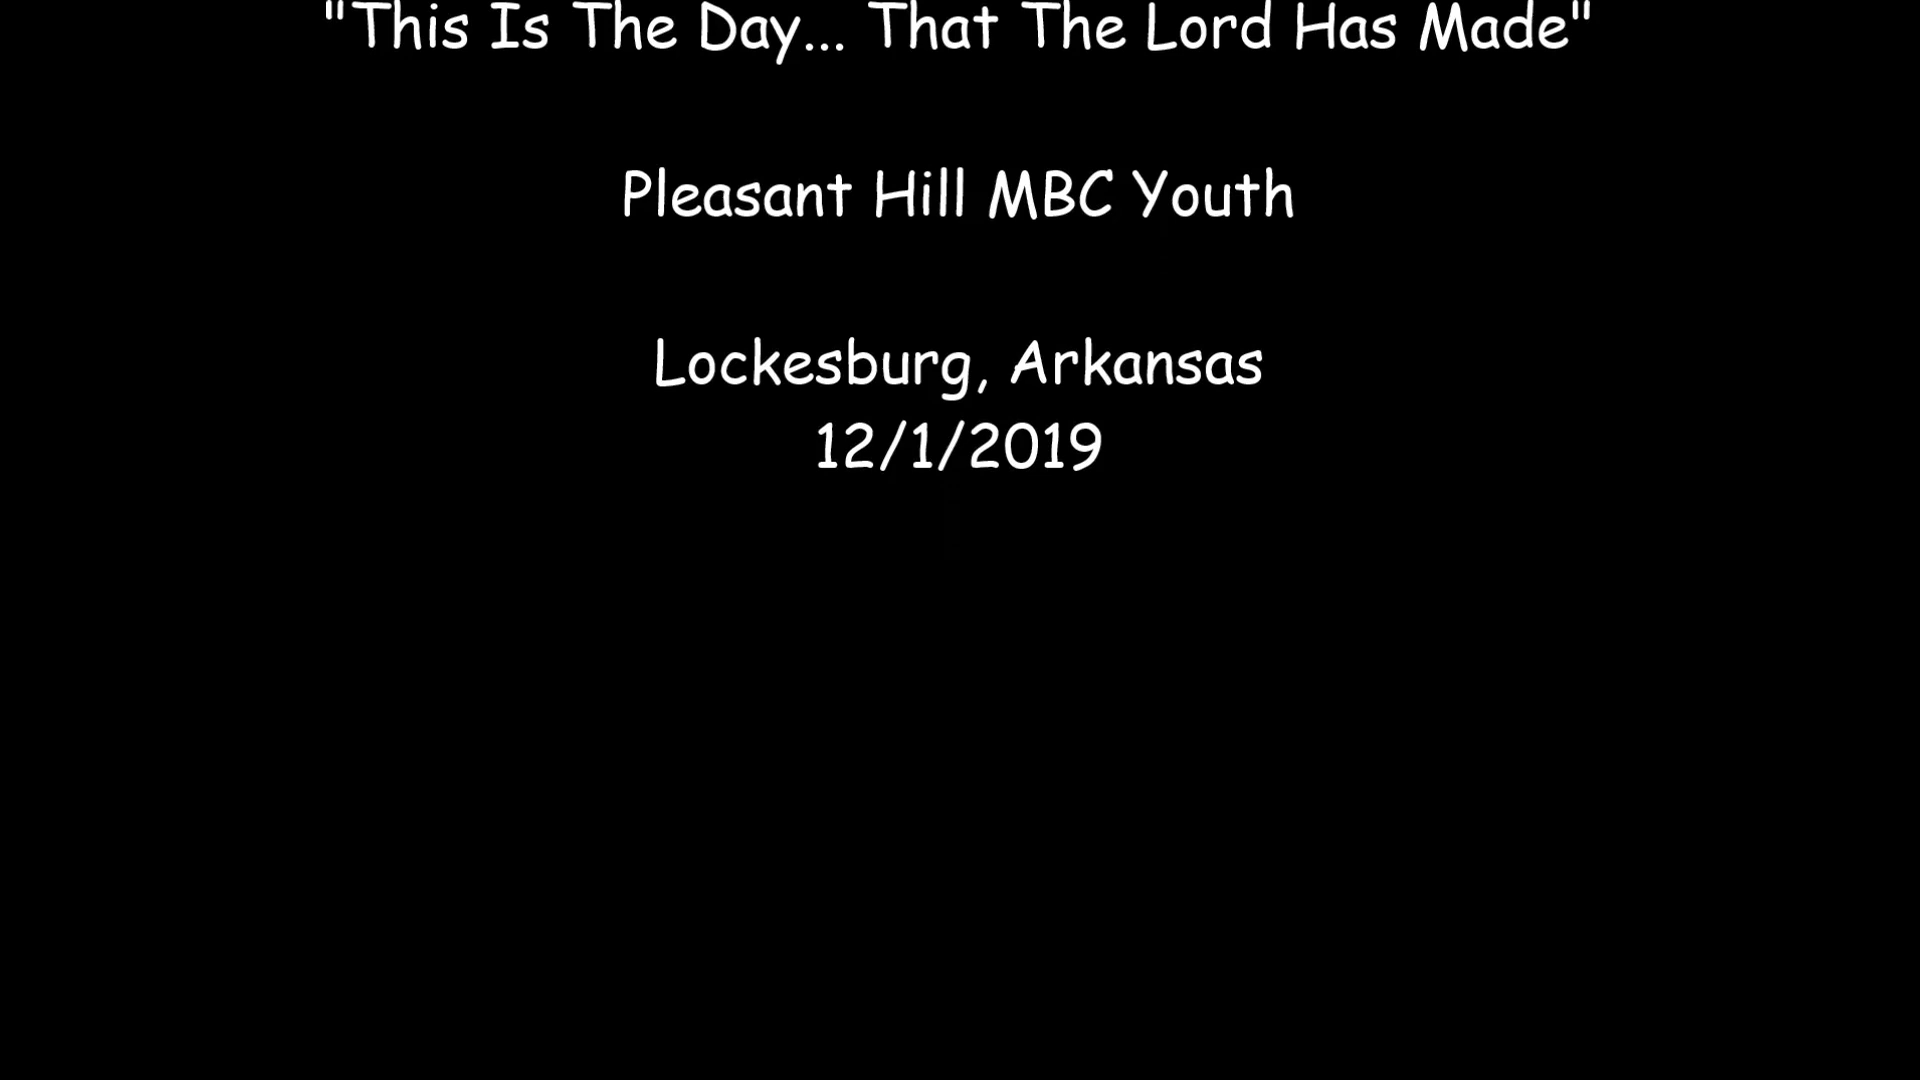 "This Is The Day... That The Lord Has Made"
Pleasant Hill MBC Youth
Lockesburg, Arkansas
12/1/2019